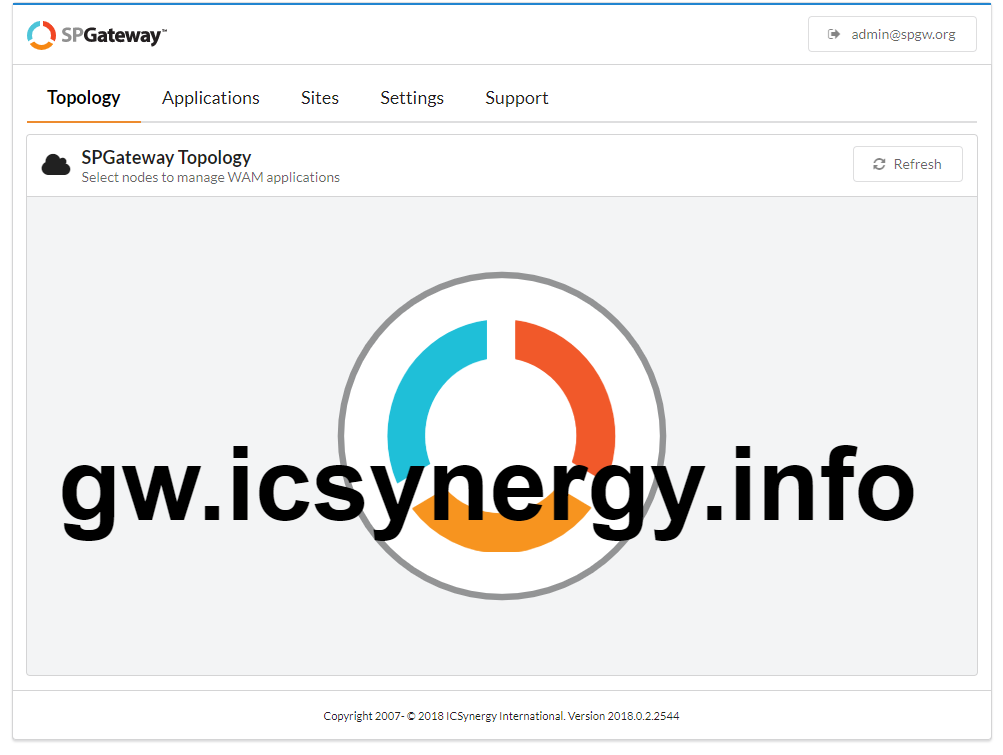 SPGateway™
admin@spgw.org
Topology Applications Sites Settings Support
SPGateway Topology
Select nodes to manage WAM applications
Refresh
gw.icsynergy.info
Copyright 2007- © 2018 ICSynergy International. Version 2018.0.2.2544